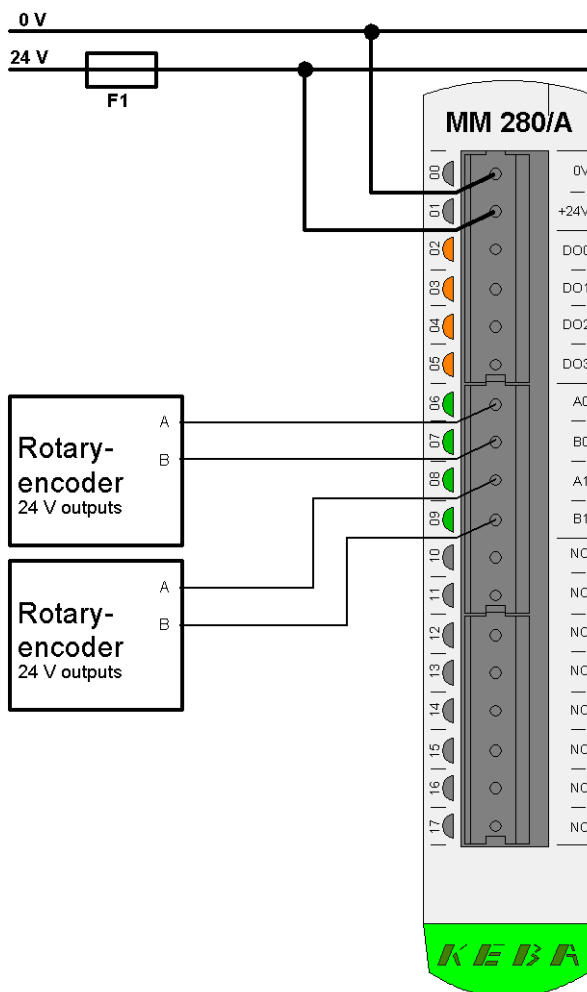 0 V
24 V
F1
MM 280/A
00 0V
01 +24V
02 DO0
03 DO1
04 DO2
05 DO3
06 A0
07 B0
08 A1
09 B1
10 NC
11 NC
12 NC
13 NC
14 NC
15 NC
16 NC
17 NC
A
B
Rotary-
encoder
24 V outputs
A
B
Rotary-
encoder
24 V outputs
KEBA